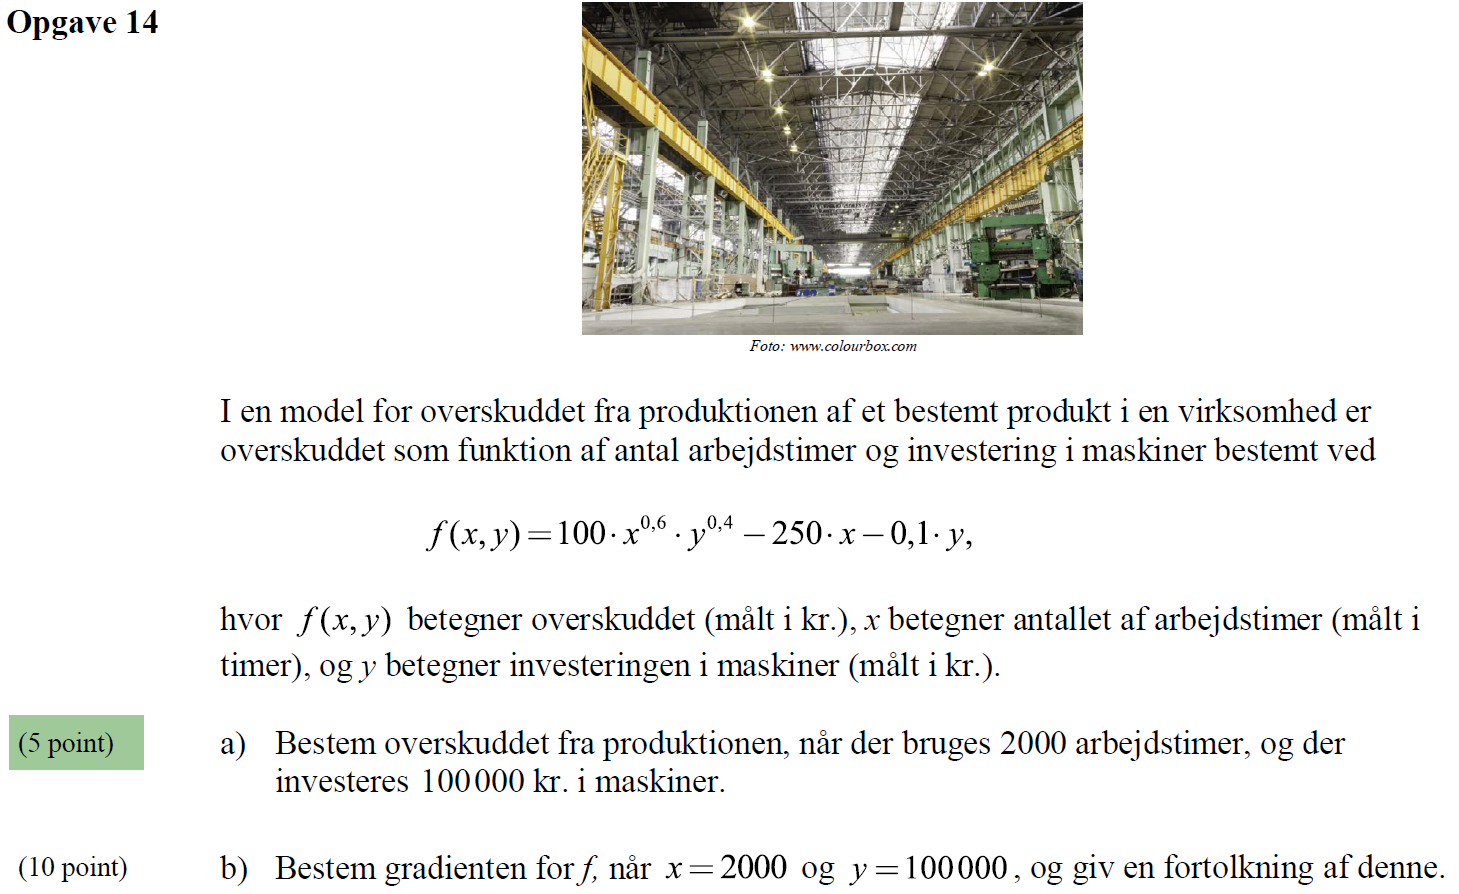 Opgave 14
Foto: www.colourbox.com
I en model for overskuddet fra produktionen af et bestemt produkt i en virksomhed er
overskuddet som funktion af antal arbejdstimer og investering i maskiner bestemt ved
f(x, y) = 100 · x^0,6 · y^0,4 − 250 · x − 0,1 · y,
hvor f(x, y) betegner overskuddet (målt i kr.), x betegner antallet af arbejdstimer (målt i
timer), og y betegner investeringen i maskiner (målt i kr.).
(5 point) a) Bestem overskuddet fra produktionen, når der bruges 2000 arbejdstimer, og der
investeres 100 000 kr. i maskiner.
(10 point) b) Bestem gradienten for f, når x = 2000 og y = 100 000, og giv en fortolkning af denne.